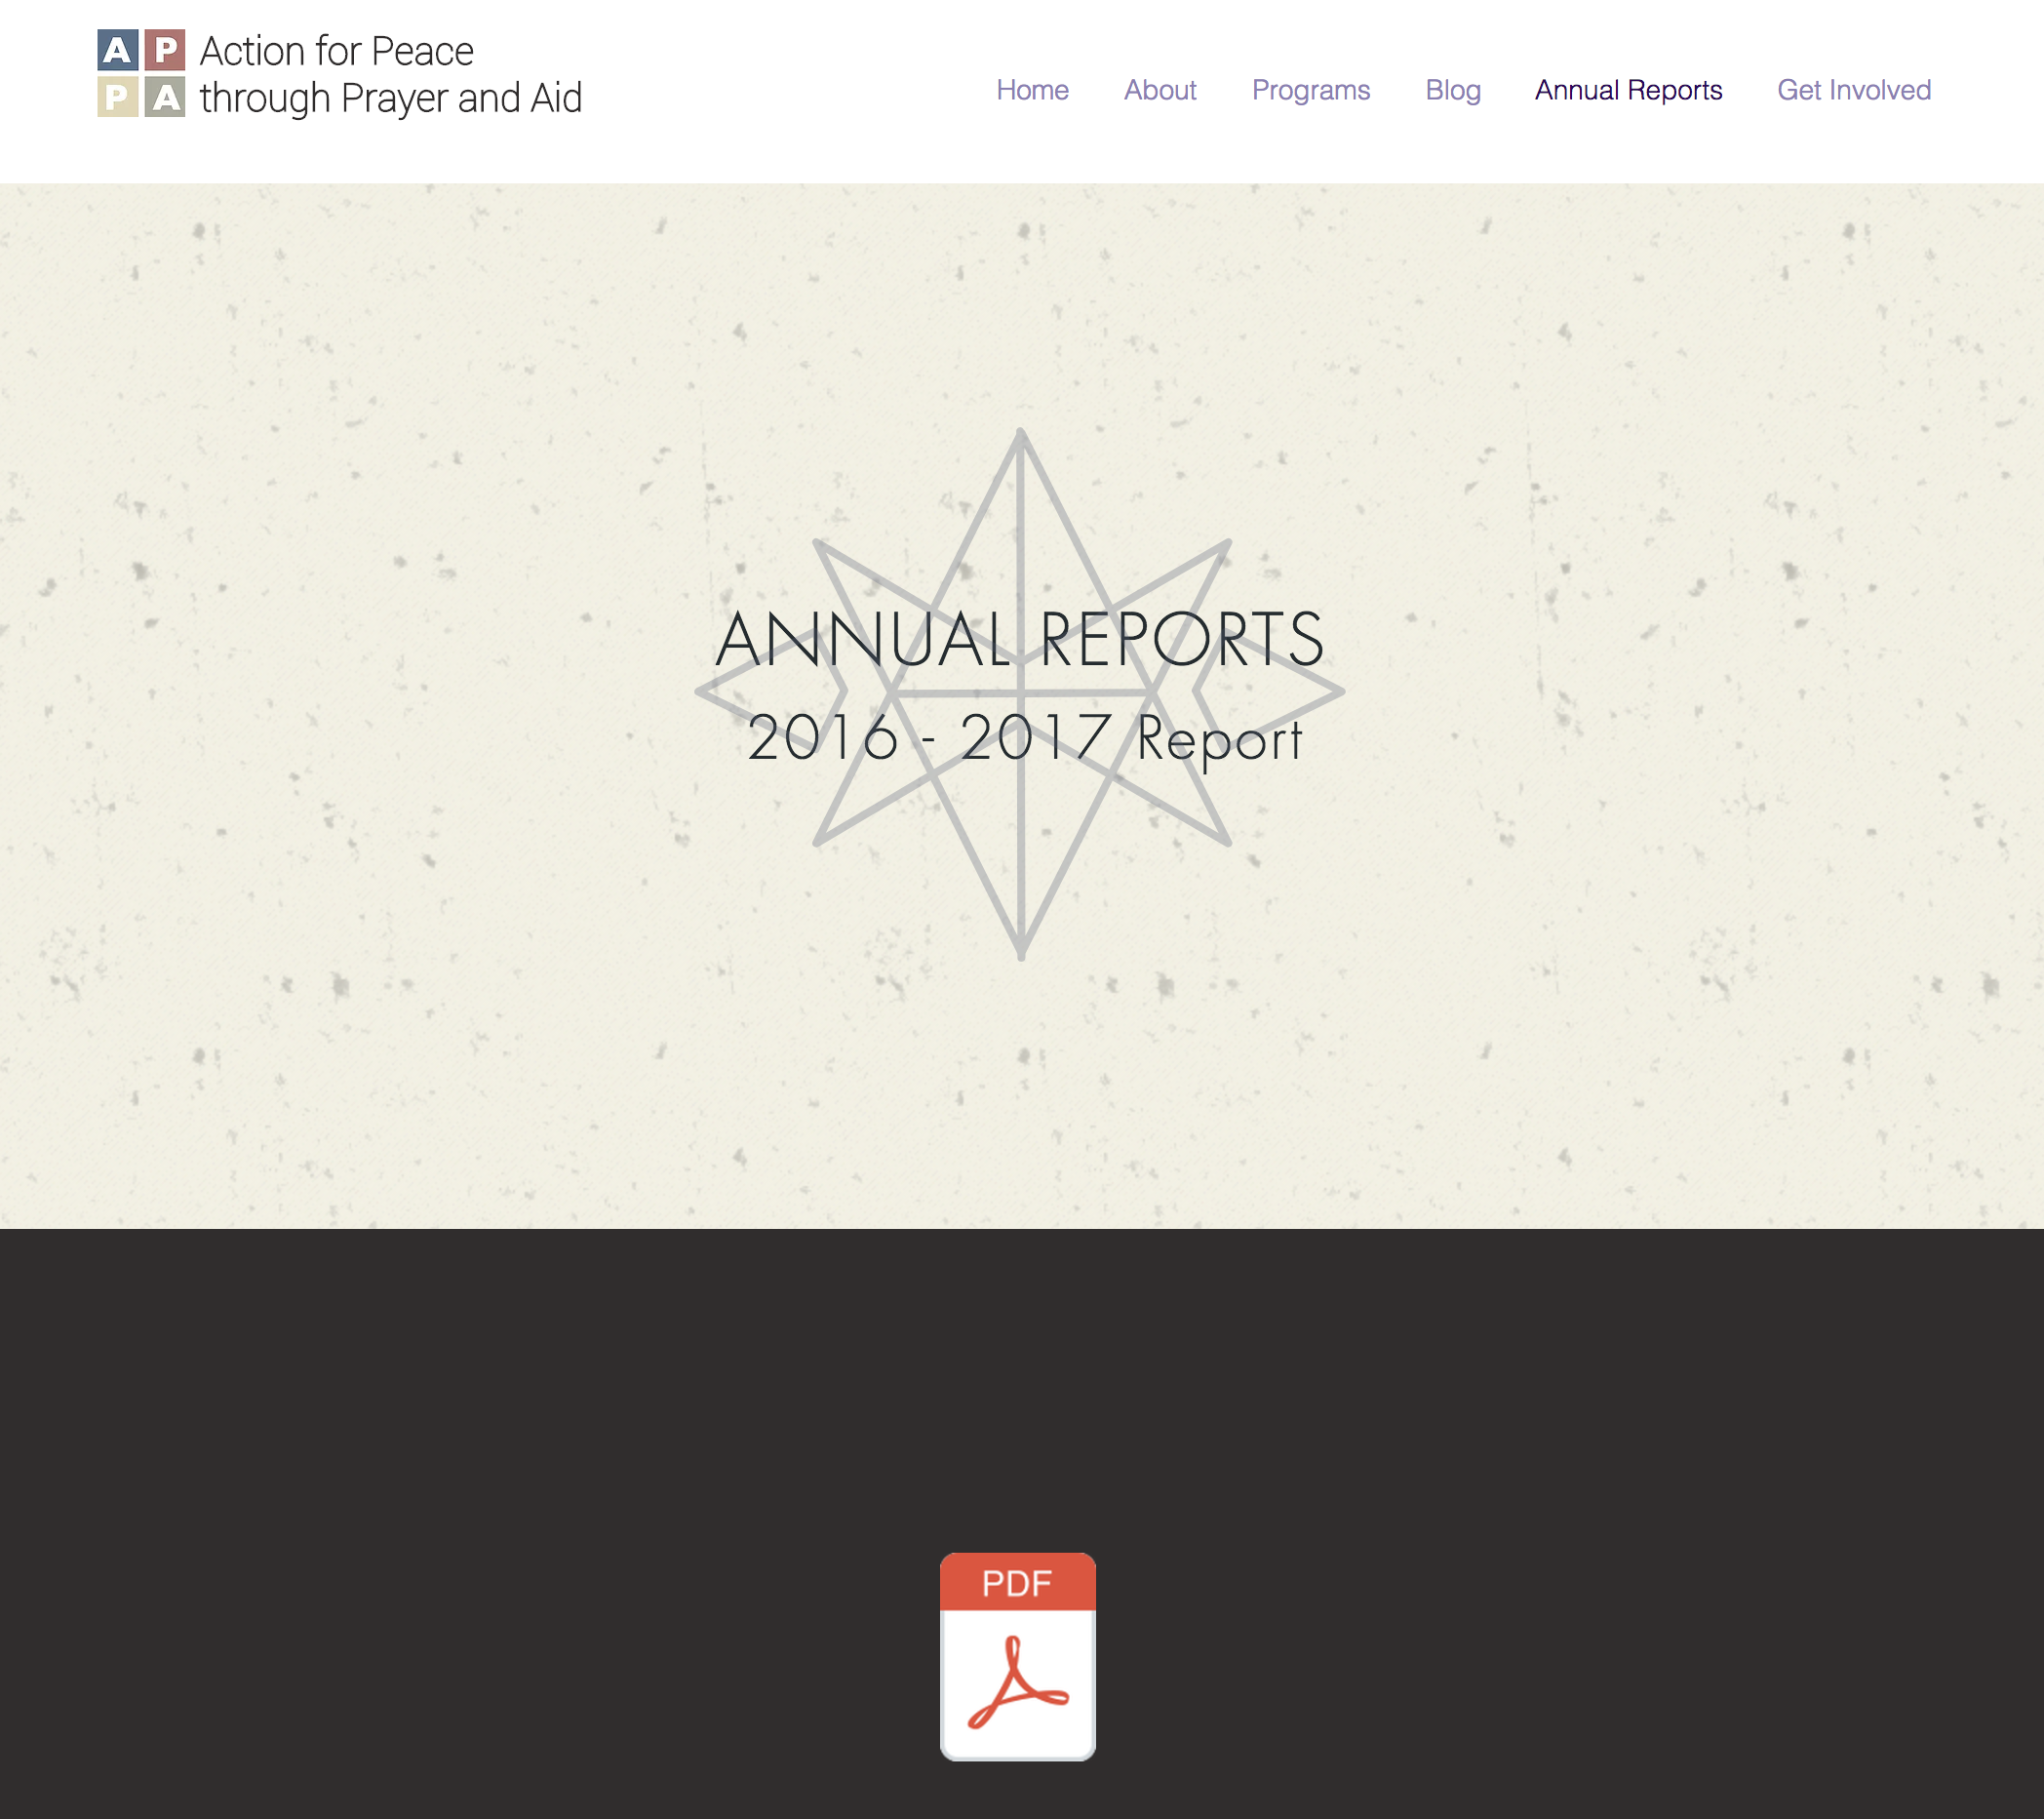 A P
P A
Action for Peace
through Prayer and Aid
Home About Programs Blog Annual Reports Get Involved
ANNUAL REPORTS
2016 - 2017 Report
PDF